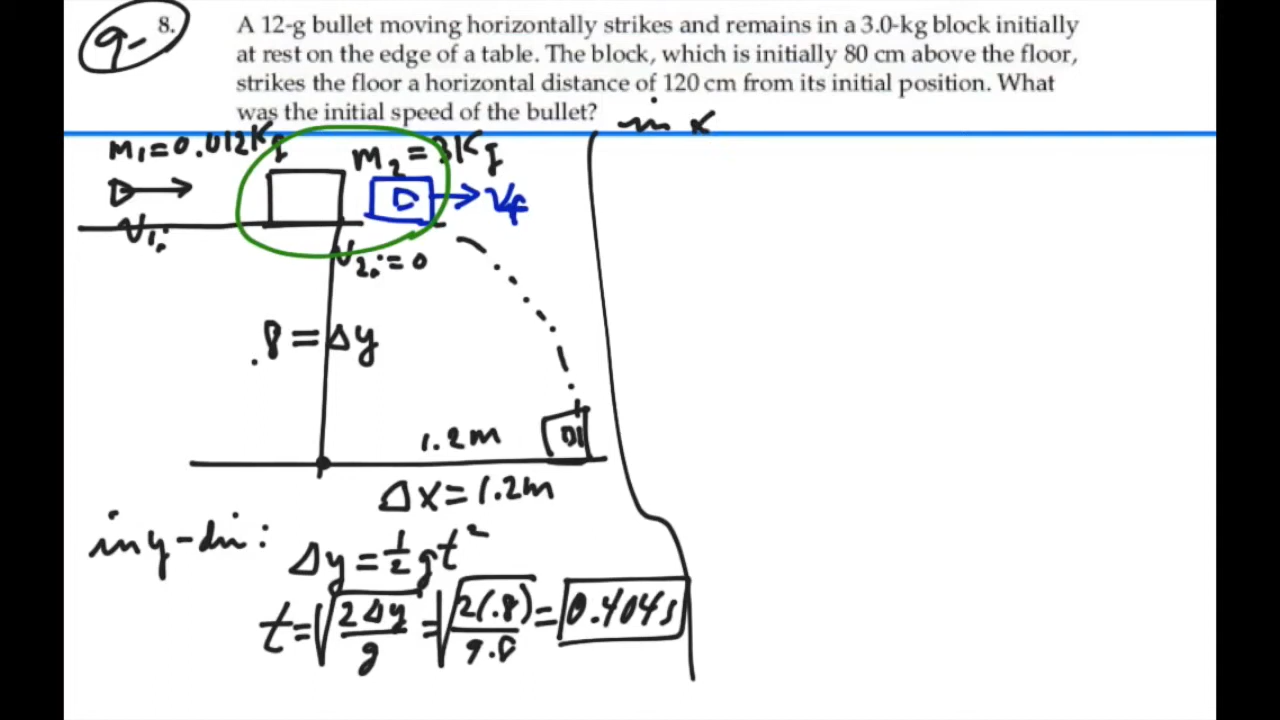 9-
8.
A 12-g bullet moving horizontally strikes and remains in a 3.0-kg block initially
at rest on the edge of a table. The block, which is initially 80 cm above the floor,
strikes the floor a horizontal distance of 120 cm from its initial position. What
was the initial speed of the bullet?
in x
M₁=0.012Kg
m₂=3Kg
V₁ᵢ
Vf
V₂ᵢ=0
.8=Δy
1.2m
Δx=1.2m
in y-dir:
Δy=½gt²
t=√(2Δy/g)=√(2(.8)/9.8)=0.404s